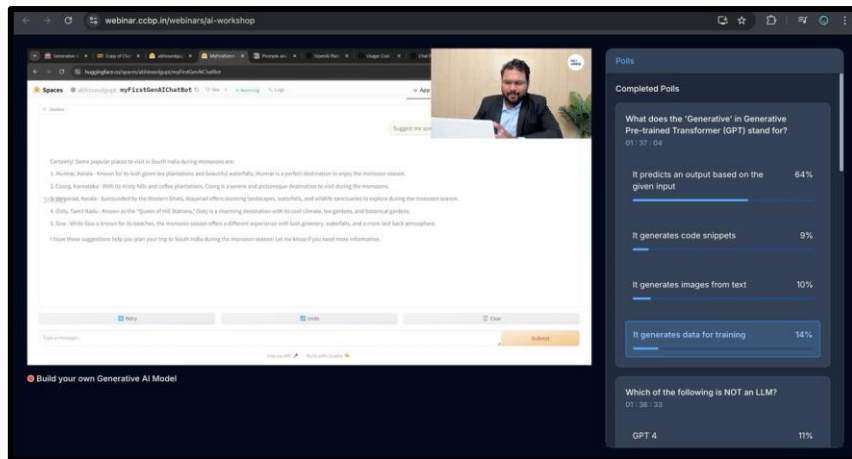 webinar.ccbp.in/webinars/ai-workshop
huggingface.co/spaces/abhinavdgupt/myFirstGenAIChatBot
Spaces
myFirstGenAIChatBot
Running
Logs
App
Certainly! Some popular places to visit in South India during monsoons are:
1. Munnar, Kerala - Known for its lush green tea plantations and beautiful waterfalls, Munnar is a perfect destination to enjoy the monsoon season.
2. Coorg, Karnataka - With its misty hills and coffee plantations, Coorg is a serene and picturesque destination to visit during the monsoons.
3. Wayanad, Kerala - Surrounded by the Western Ghats, Wayanad offers stunning landscapes, waterfalls, and wildlife sanctuaries to explore during the monsoon season.
4. Ooty, Tamil Nadu - Known as the "Queen of Hill Stations," Ooty is a charming destination with its cool climate, tea gardens, and botanical gardens.
5. Goa - While Goa is known for its beaches, the monsoon season offers a different experience with lush greenery, waterfalls, and a more laid-back atmosphere.
I hope these suggestions help you plan your trip to South India during the monsoon season! Let me know if you need more information.
Retry
Undo
Clear
Type a message...
Submit
Use via API
Built with Gradio
Build your own Generative AI Model
Polls
Completed Polls
What does the 'Generative' in Generative
Pre-trained Transformer (GPT) stand for?
01 : 37 : 04
It predicts an output based on the
given input
64%
It generates code snippets
9%
It generates images from text
10%
It generates data for training
14%
Which of the following is NOT an LLM?
01 : 36 : 33
GPT 4
11%